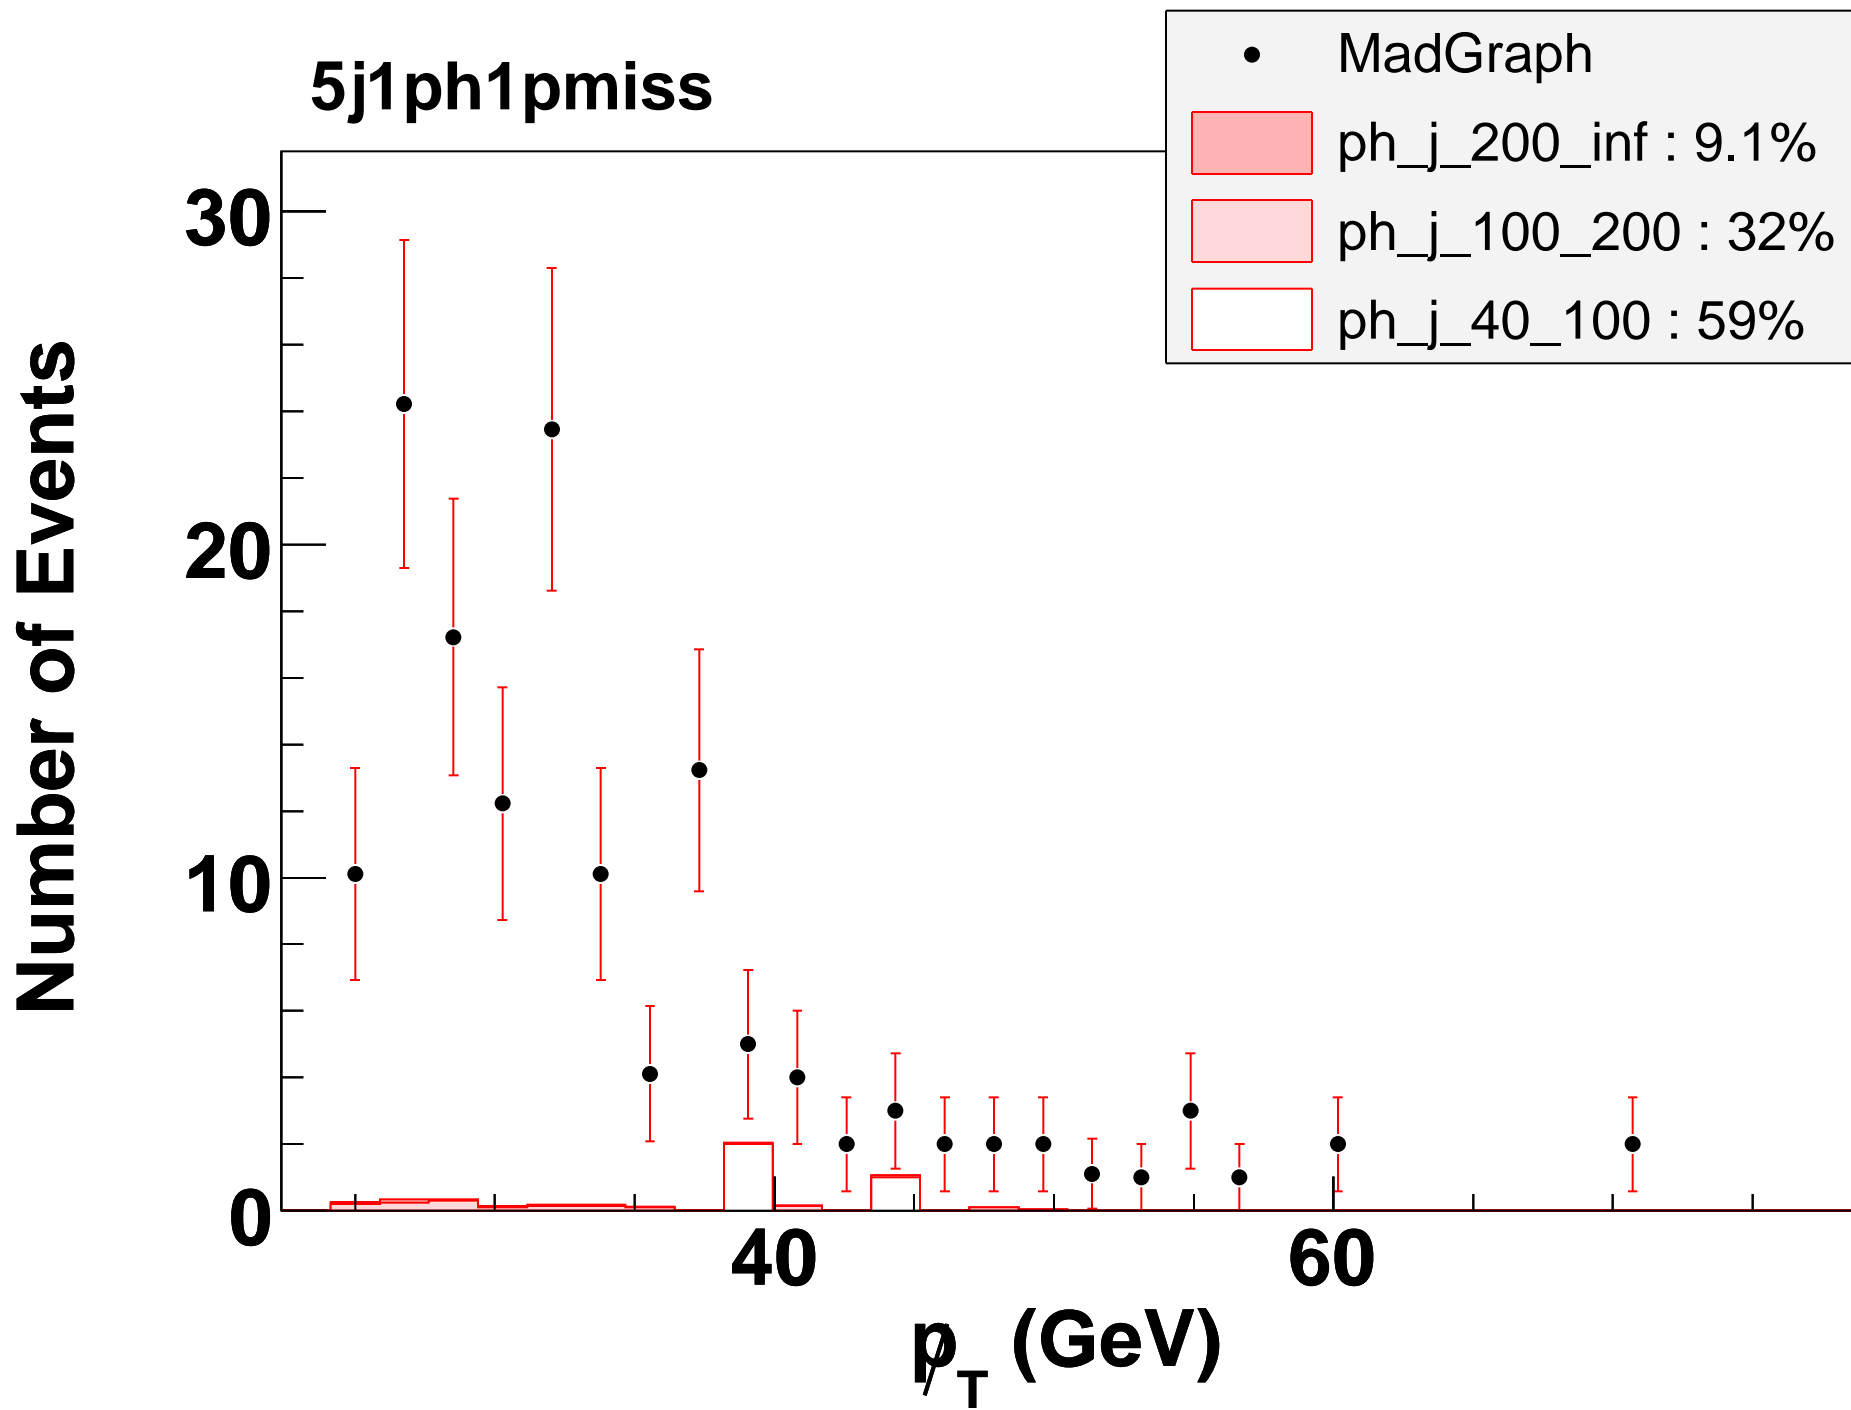 5j1ph1pmiss
MadGraph
ph_j_200_inf : 9.1%
ph_j_100_200 : 32%
ph_j_40_100 : 59%
Number of Events
30
20
10
0
40
60
p̸_T (GeV)